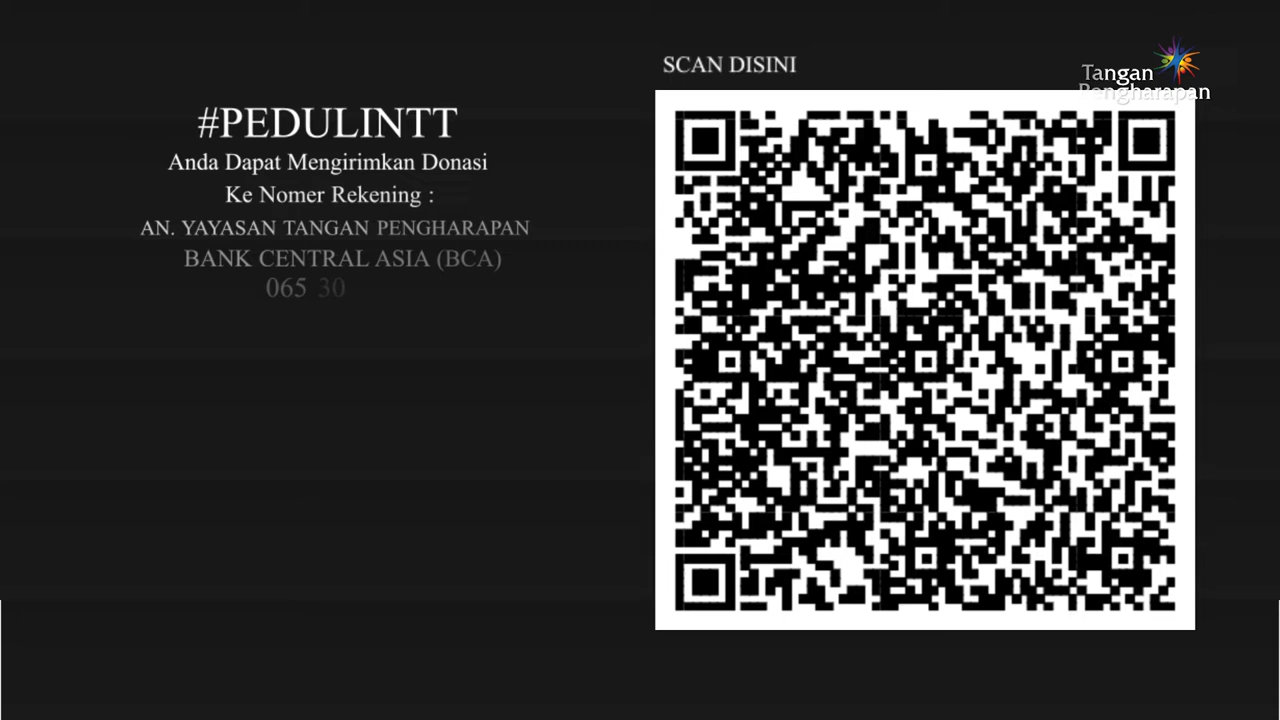 SCAN DISINI
Tangan
Pengharapan
#PEDULINTT
Anda Dapat Mengirimkan Donasi
Ke Nomer Rekening :
AN. YAYASAN TANGAN PENGHARAPAN
BANK CENTRAL ASIA (BCA)
065 30